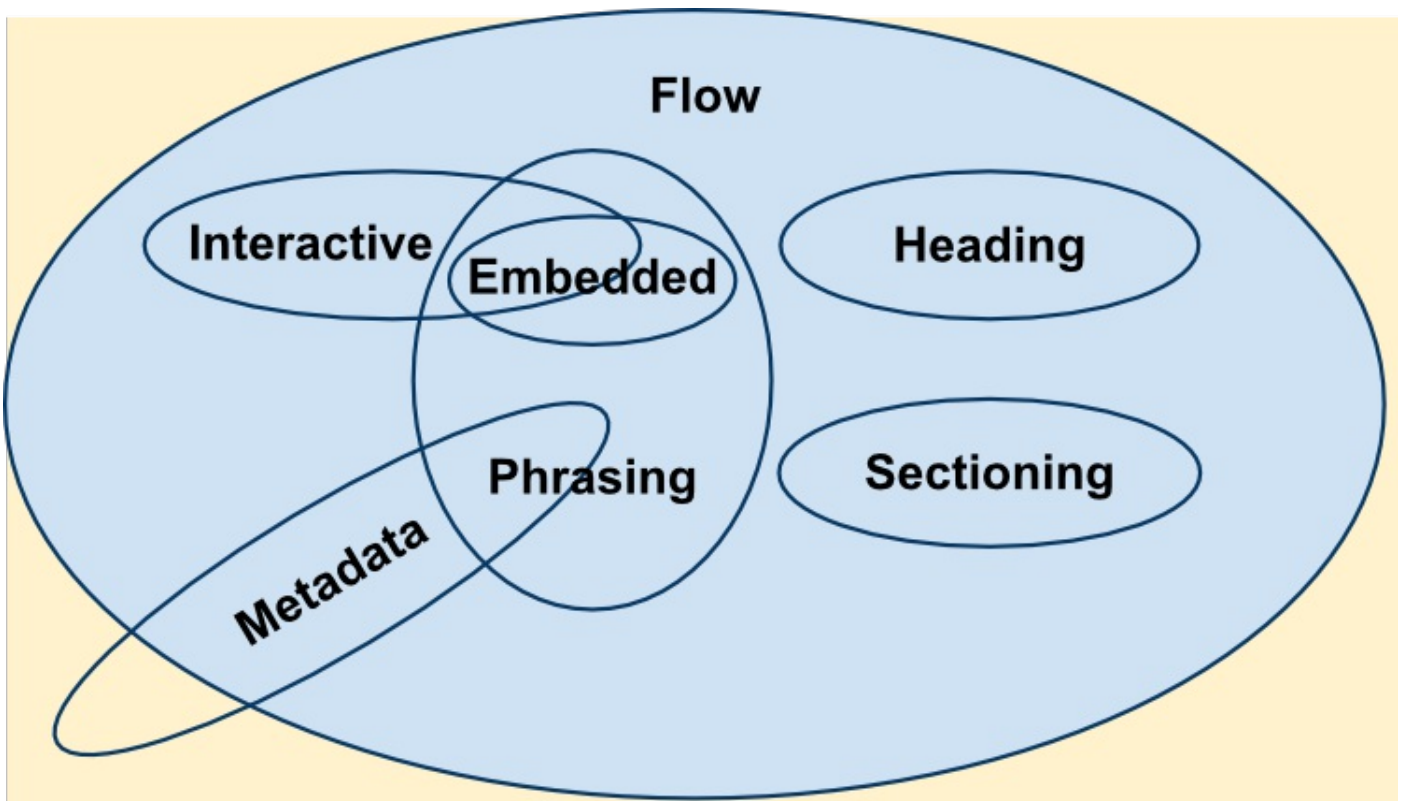 Flow
Interactive
Embedded
Heading
Phrasing
Sectioning
Metadata